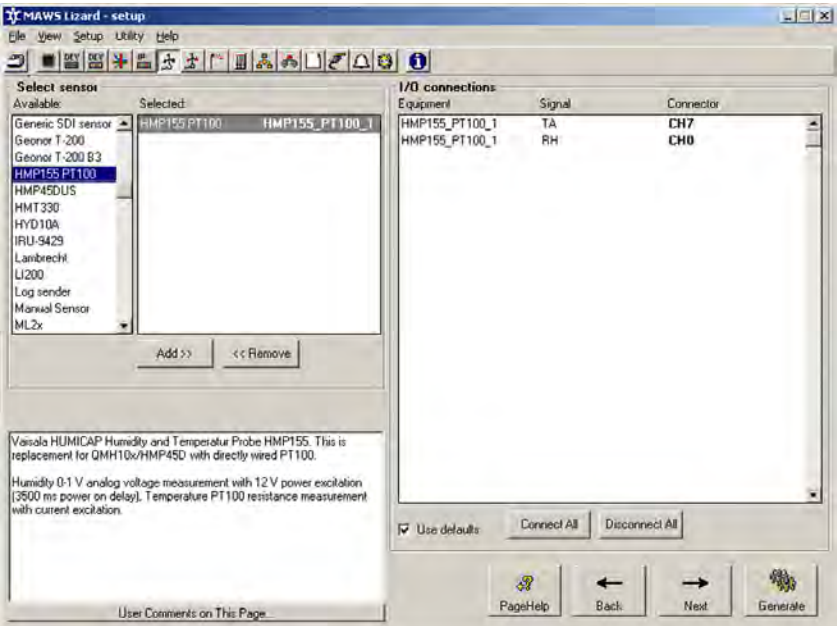 MAWS Lizard - setup
File View Setup Utility Help
Select sensor
Available:
Selected:
Generic SDI sensor
Geonor T-200
Geonor T-200 B3
HMP155 PT100
HMP45DUS
HMT330
HYD10A
IRU-9429
Lambrecht
LI200
Log sender
Manual Sensor
ML2x
HMP155 PT100 HMP155_PT100_1
Add >> << Remove
Vaisala HUMICAP Humidity and Temperatur Probe HMP155. This is
replacement for QMH10x/HMP45D with directly wired PT100.
Humidity 0-1 V analog voltage measurement with 12 V power excitation
(3500 ms power on delay). Temperature PT100 resistance measurement
with current excitation.
User Comments on This Page...
I/O connections
Equipment Signal Connector
HMP155_PT100_1 TA CH7
HMP155_PT100_1 RH CH0
Use defaults Connect All Disconnect All
PageHelp Back Next Generate